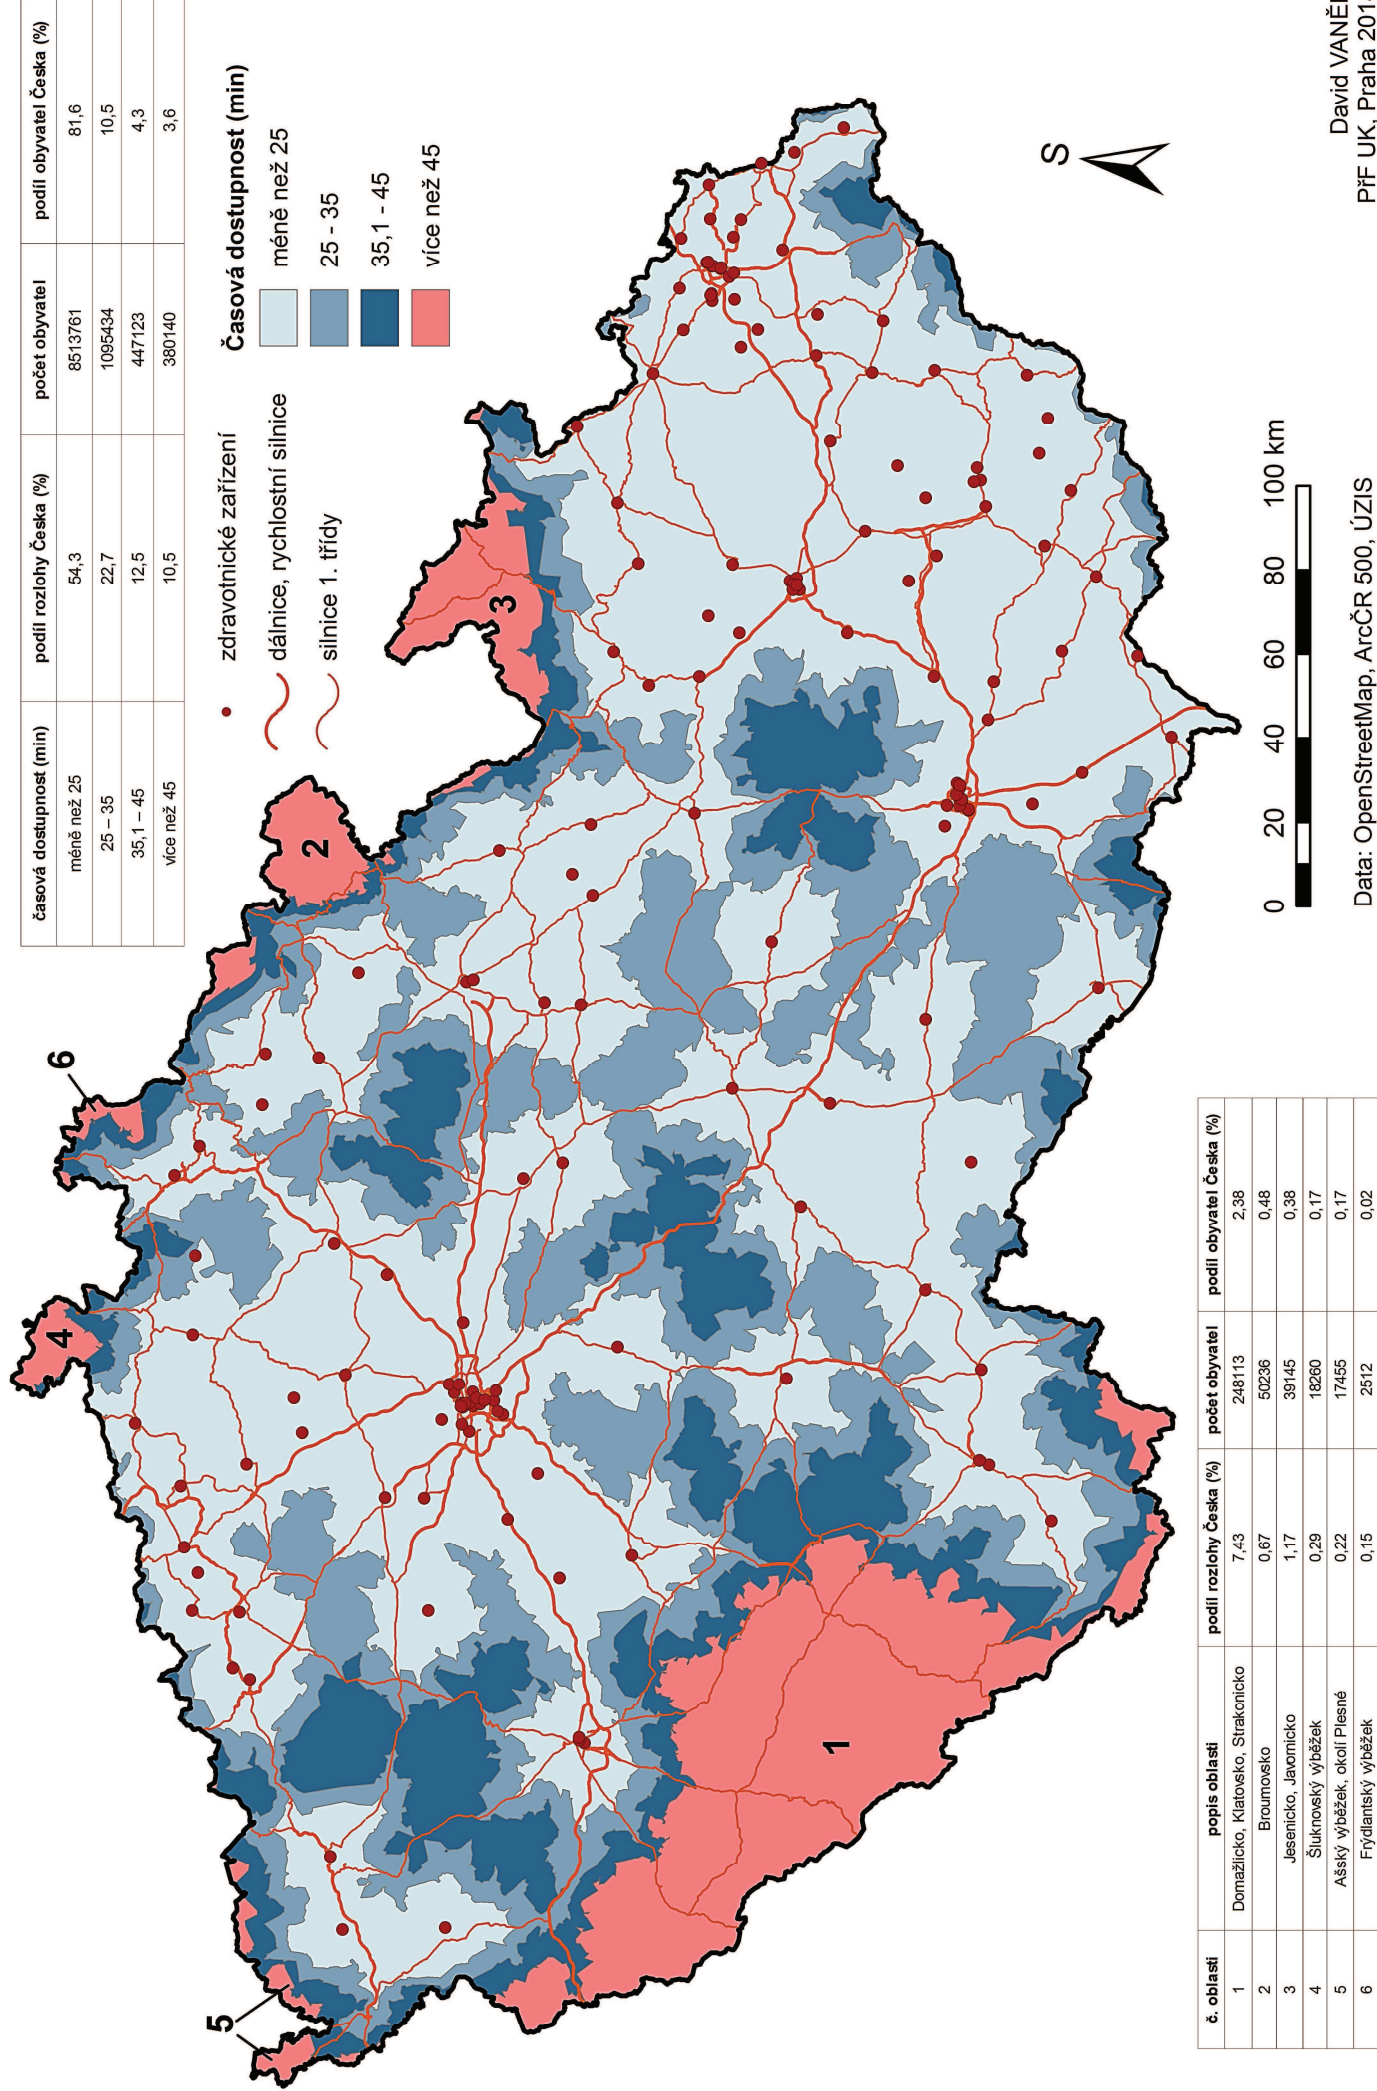 časová dostupnost (min) podíl rozlohy Česka (%) počet obyvatel podíl obyvatel Česka (%)
méně než 25 54,3 8513761 81,6
25 – 35 22,7 1095434 10,5
35,1 – 45 12,5 447123 4,3
více než 45 10,5 380140 3,6
zdravotnické zařízení
dálnice, rychlostní silnice
silnice 1. třídy
Časová dostupnost (min)
méně než 25
25 - 35
35,1 - 45
více než 45
6
4
2
3
5
1
S
č. oblasti popis oblasti podíl rozlohy Česka (%) počet obyvatel podíl obyvatel Česka (%)
1 Domažlicko, Klatovsko, Strakonicko 7,43 248113 2,38
2 Broumovsko 0,67 50236 0,48
3 Jesenicko, Javornicko 1,17 39145 0,38
4 Šluknovský výběžek 0,29 18260 0,17
5 Ašský výběžek, okolí Plesné 0,22 17455 0,17
6 Frýdlantský výběžek 0,15 2512 0,02
0 20 40 60 80 100 km
Data: OpenStreetMap, ArcČR 500, ÚZIS
David
PřF UK, Praha